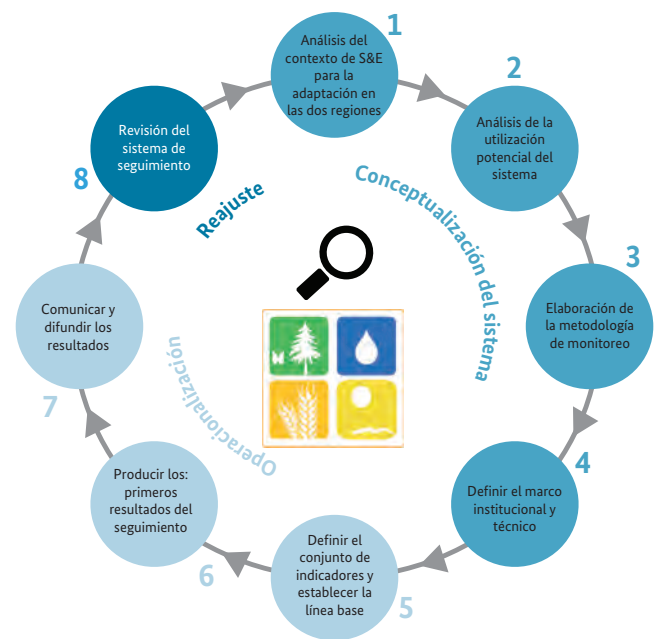 1
Análisis del
contexto de S&E
para la
adaptación en
las dos regiones
2
Análisis de la
utilización
potencial del
sistema
3
Elaboración de
la metodología
de monitoreo
4
Definir el marco
institucional y
técnico
5
Definir el
conjunto de
indicadores y
establecer la
línea base
6
Producir los:
primeros
resultados del
seguimiento
7
Comunicar y
difundir los
resultados
8
Revisión del
sistema de
seguimiento
Reajuste
Conceptualización del sistema
Operacionalización